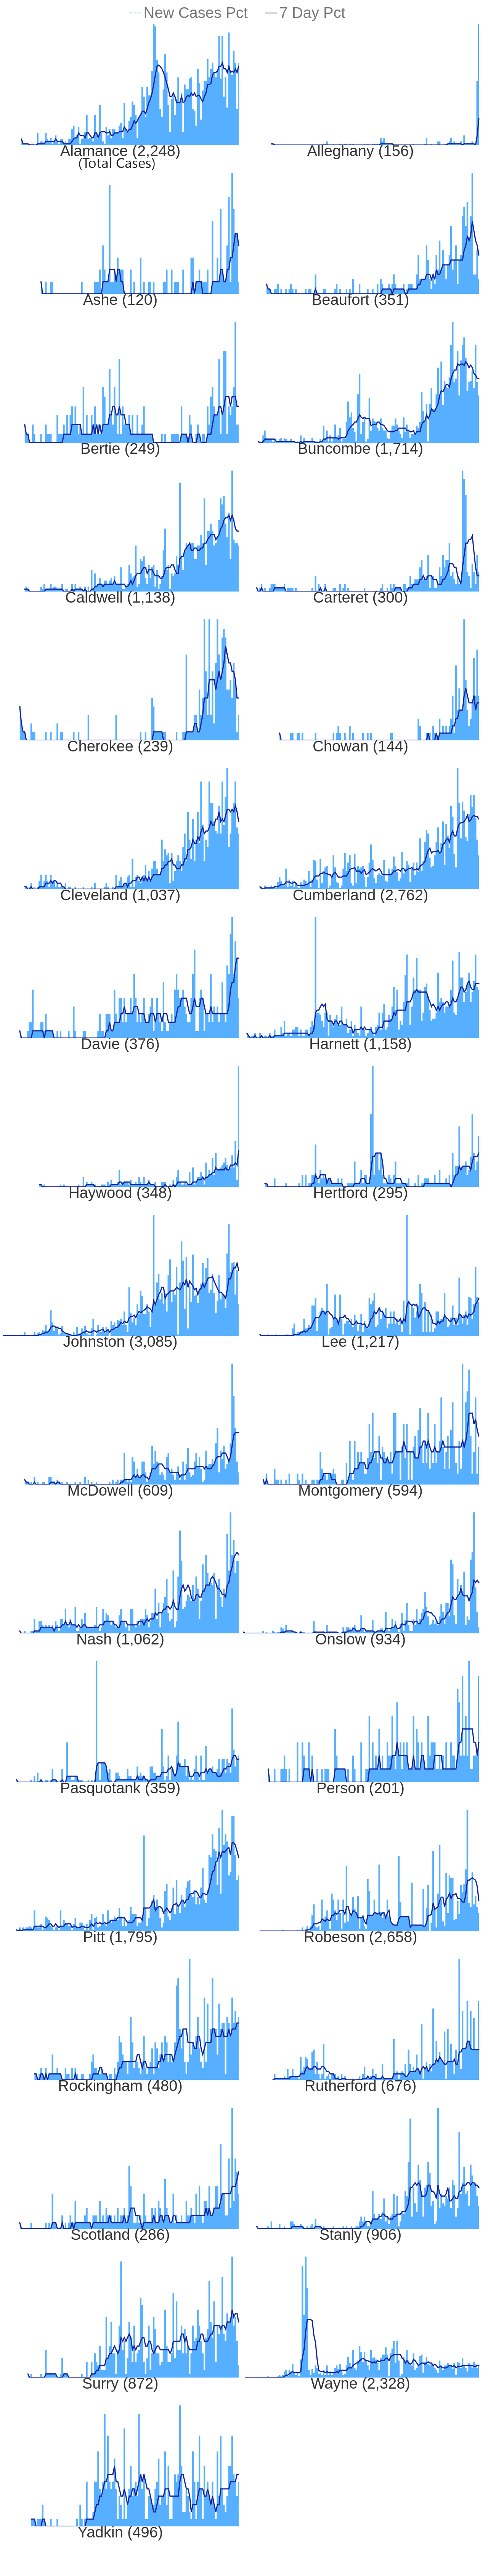 New Cases Pct 7 Day Pct
Alamance (2,248) Alleghany (156)
(Total Cases)
Ashe (120) Beaufort (351)
Bertie (249) Buncombe (1,714)
Caldwell (1,138) Carteret (300)
Cherokee (239) Chowan (144)
Cleveland (1,037) Cumberland (2,762)
Davie (376) Harnett (1,158)
Haywood (348) Hertford (295)
Johnston (3,085) Lee (1,217)
McDowell (609) Montgomery (594)
Nash (1,062) Onslow (934)
Pasquotank (359) Person (201)
Pitt (1,795) Robeson (2,658)
Rockingham (480) Rutherford (676)
Scotland (286) Stanly (906)
Surry (872) Wayne (2,328)
Yadkin (496)